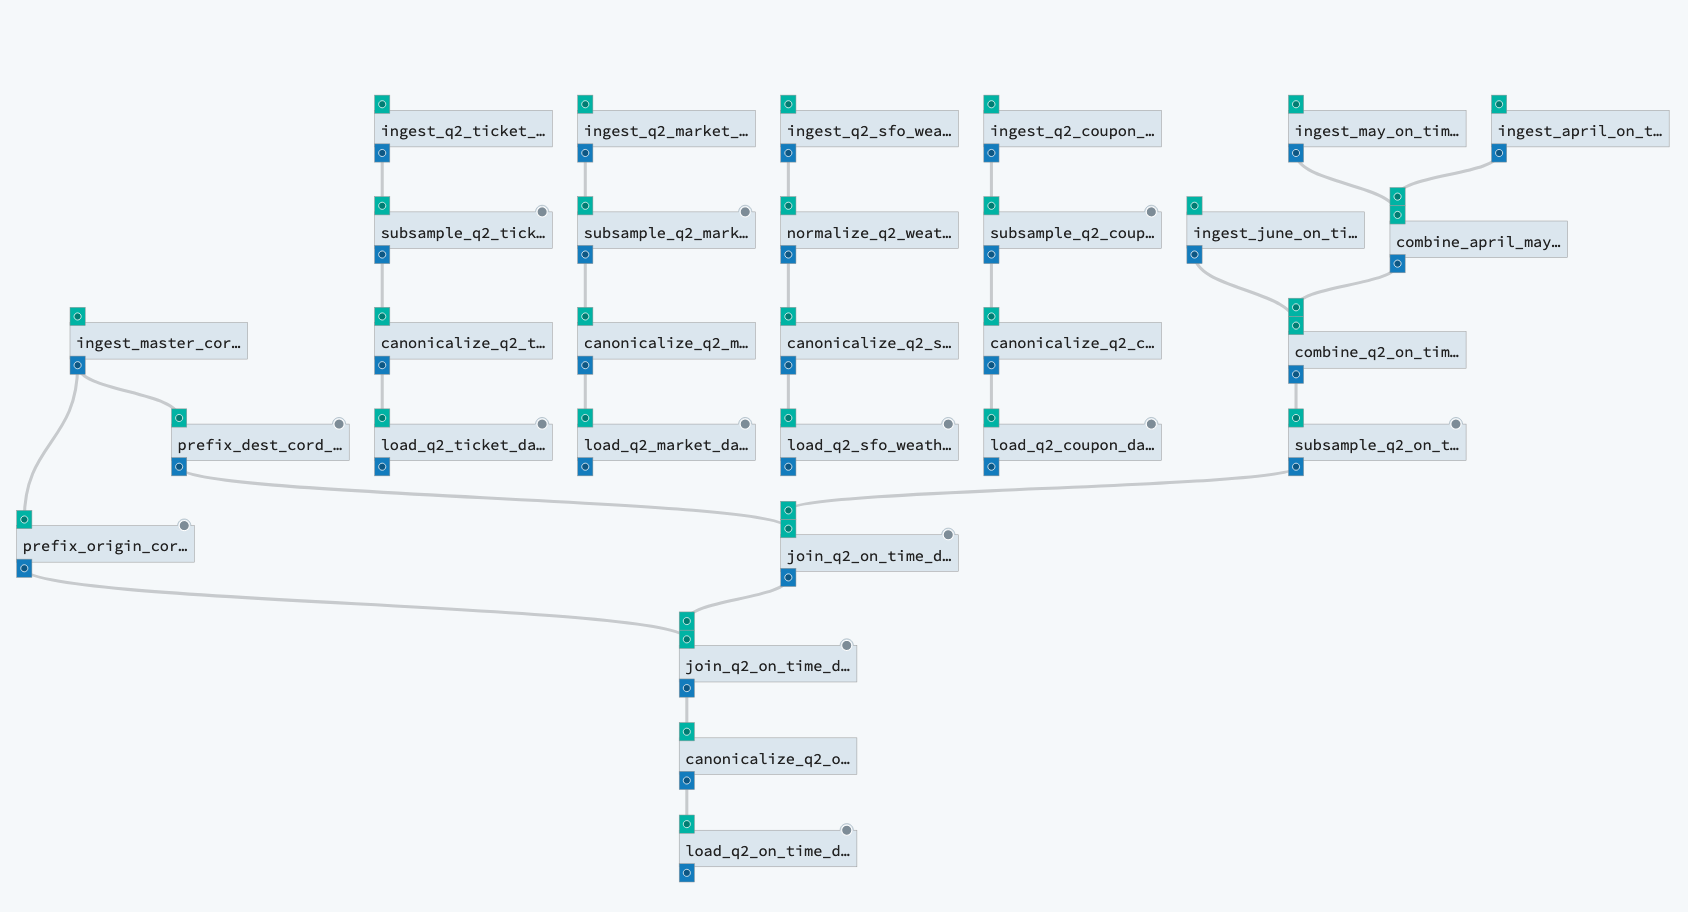 ingest_q2_ticket_…
ingest_q2_market_…
ingest_q2_sfo_wea…
ingest_q2_coupon_…
ingest_may_on_tim…
ingest_april_on_t…
subsample_q2_tick…
subsample_q2_mark…
normalize_q2_weat…
subsample_q2_coup…
ingest_june_on_ti…
combine_april_may…
ingest_master_cor…
canonicalize_q2_t…
canonicalize_q2_m…
canonicalize_q2_s…
canonicalize_q2_c…
combine_q2_on_tim…
prefix_dest_cord_…
load_q2_ticket_da…
load_q2_market_da…
load_q2_sfo_weath…
load_q2_coupon_da…
subsample_q2_on_t…
prefix_origin_cor…
join_q2_on_time_d…
join_q2_on_time_d…
canonicalize_q2_o…
load_q2_on_time_d…